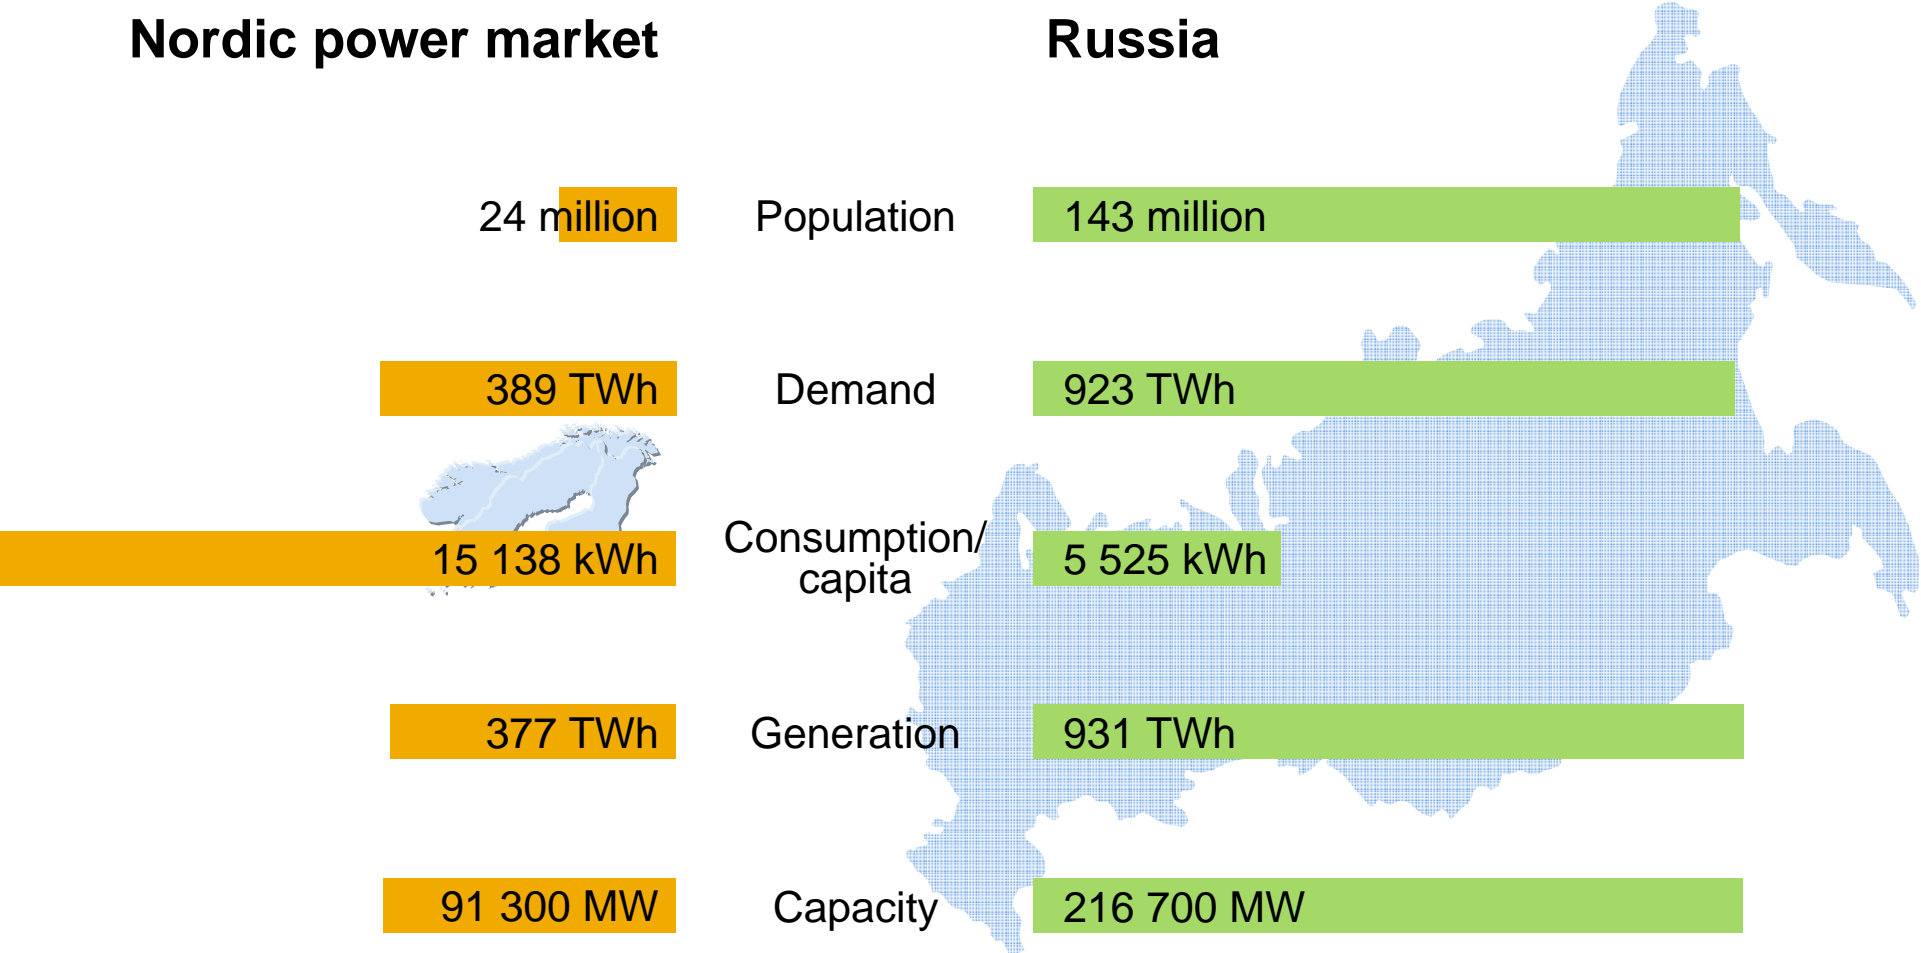 Nordic power market
Russia
24 million
Population
143 million
389 TWh
Demand
923 TWh
15 138 kWh
Consumption/
capita
5 525 kWh
377 TWh
Generation
931 TWh
91 300 MW
Capacity
216 700 MW